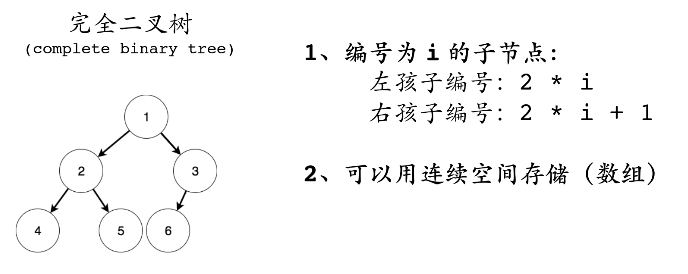 完全二叉树
(complete binary tree)
1
2
3
4
5
6
1、编号为 i 的子节点:
左孩子编号: 2 * i
右孩子编号: 2 * i + 1
2、可以用连续空间存储（数组）